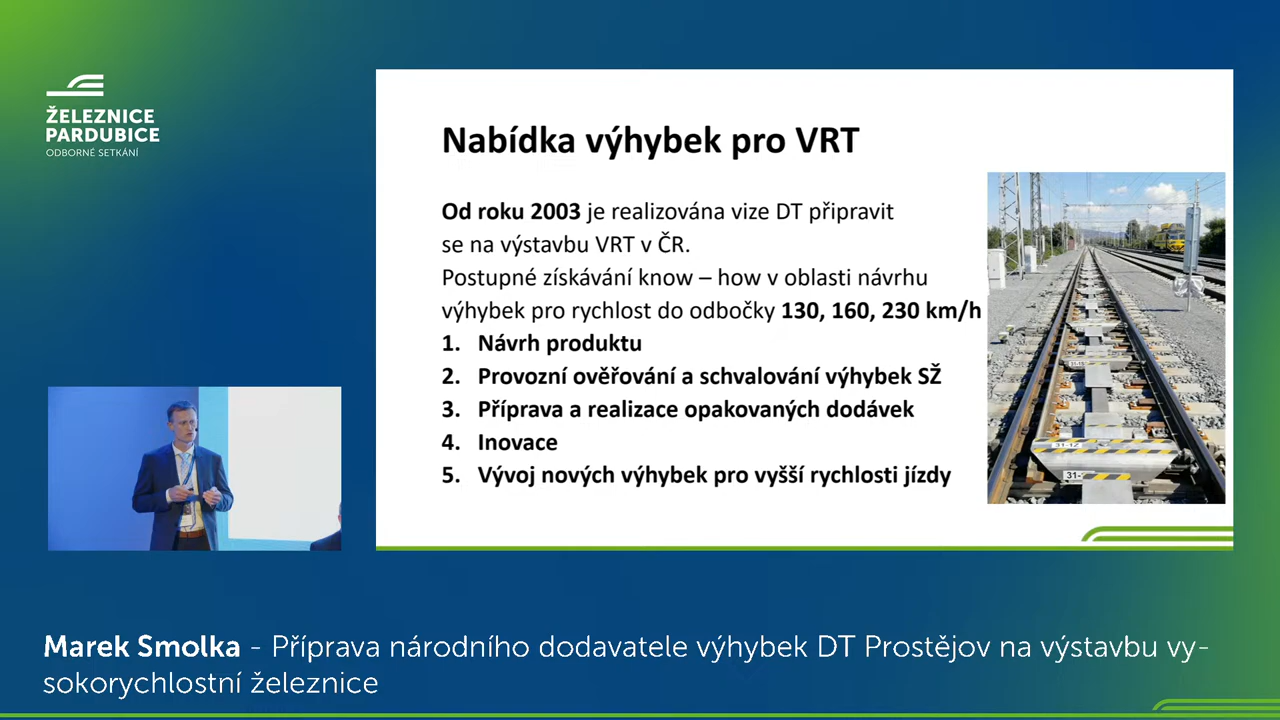 ŽELEZNICE
PARDUBICE
ODBORNÉ SETKÁNÍ
Nabídka výhybek pro VRT
Od roku 2003 je realizována vize DT připravit
se na výstavbu VRT v ČR.
Postupné získávání know – how v oblasti návrhu
výhybek pro rychlost do odbočky 130, 160, 230 km/h
1. Návrh produktu
2. Provozní ověřování a schvalování výhybek SŽ
3. Příprava a realizace opakovaných dodávek
4. Inovace
5. Vývoj nových výhybek pro vyšší rychlosti jízdy
Marek Smolka - Příprava národního dodavatele výhybek DT Prostějov na výstavbu vy-
sokorychlostní železnice